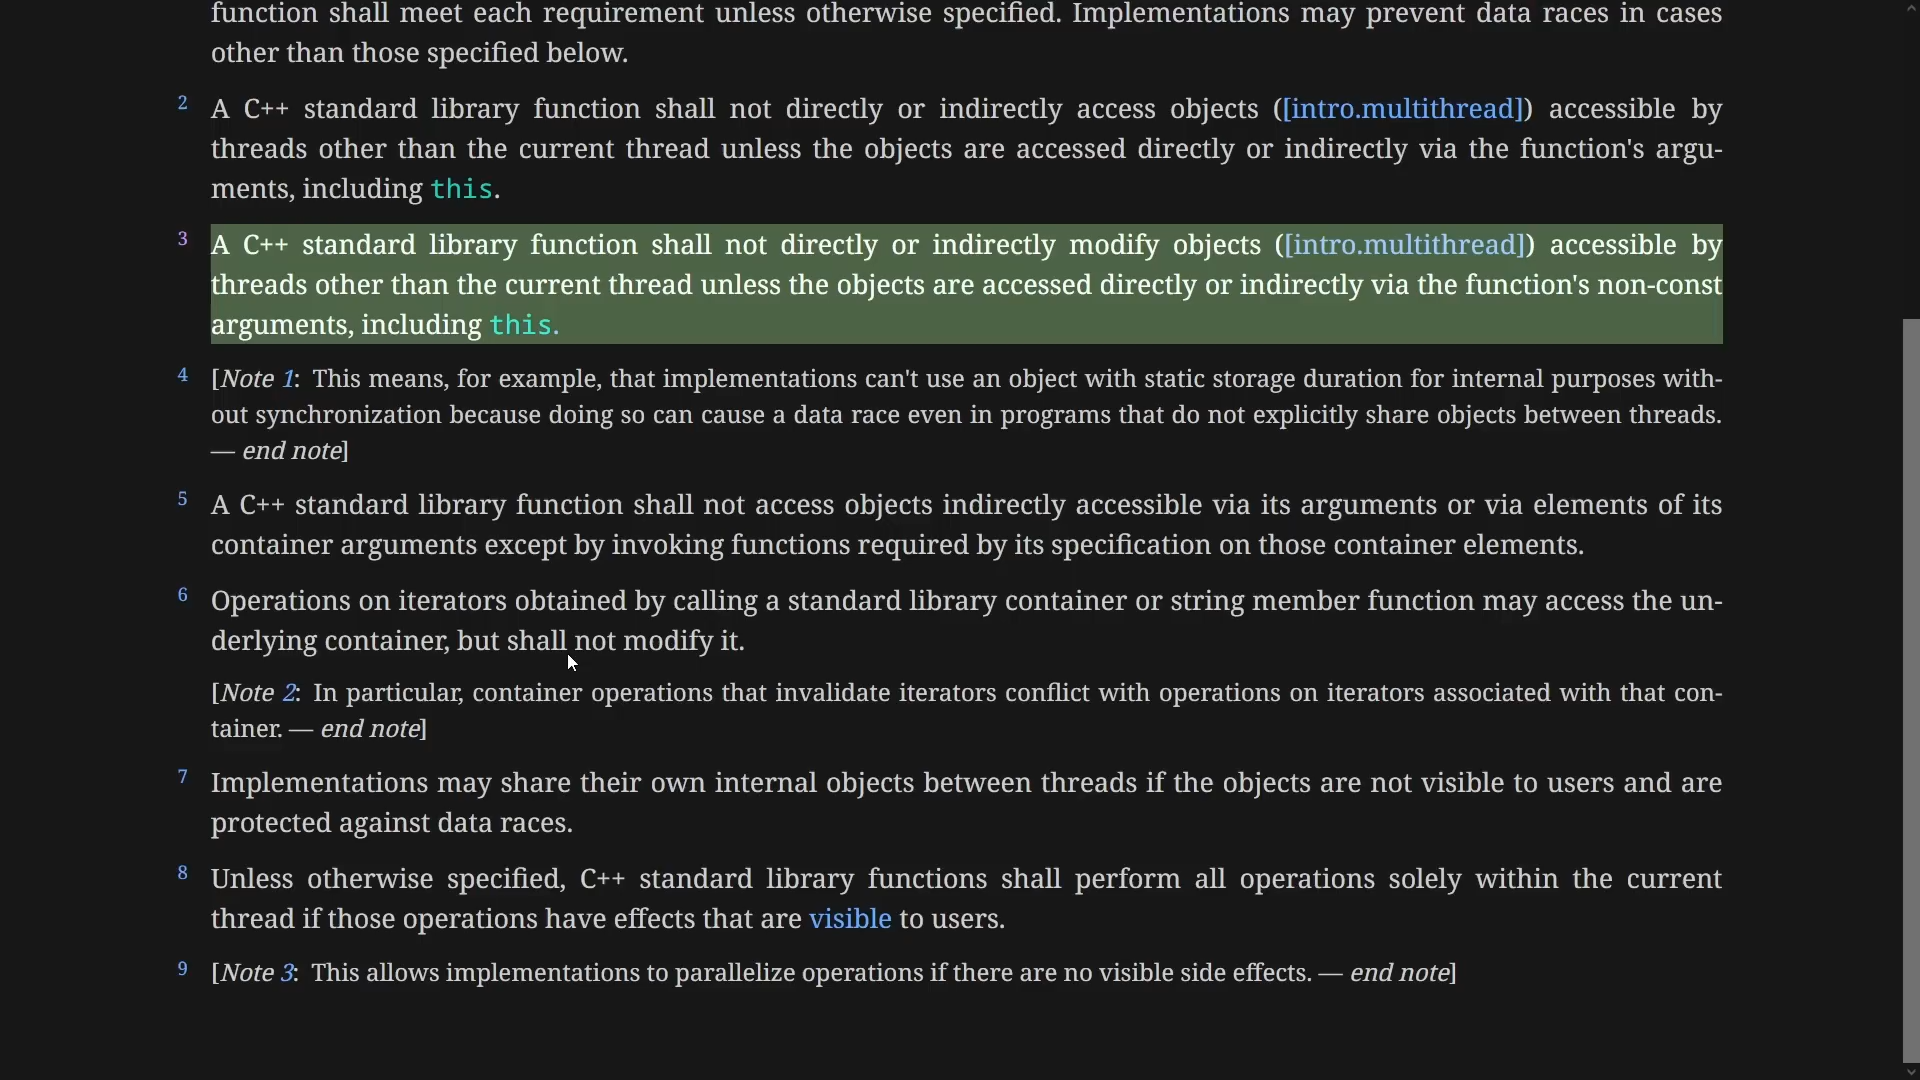 function shall meet each requirement unless otherwise specified. Implementations may prevent data races in cases
other than those specified below.
2 A C++ standard library function shall not directly or indirectly access objects ([intro.multithread]) accessible by
threads other than the current thread unless the objects are accessed directly or indirectly via the function's argu-
ments, including this.
3 A C++ standard library function shall not directly or indirectly modify objects ([intro.multithread]) accessible by
threads other than the current thread unless the objects are accessed directly or indirectly via the function's non-const
arguments, including this.
4 [Note 1: This means, for example, that implementations can't use an object with static storage duration for internal purposes with-
out synchronization because doing so can cause a data race even in programs that do not explicitly share objects between threads.
— end note]
5 A C++ standard library function shall not access objects indirectly accessible via its arguments or via elements of its
container arguments except by invoking functions required by its specification on those container elements.
6 Operations on iterators obtained by calling a standard library container or string member function may access the un-
derlying container, but shall not modify it.
[Note 2: In particular, container operations that invalidate iterators conflict with operations on iterators associated with that con-
tainer. — end note]
7 Implementations may share their own internal objects between threads if the objects are not visible to users and are
protected against data races.
8 Unless otherwise specified, C++ standard library functions shall perform all operations solely within the current
thread if those operations have effects that are visible to users.
9 [Note 3: This allows implementations to parallelize operations if there are no visible side effects. — end note]